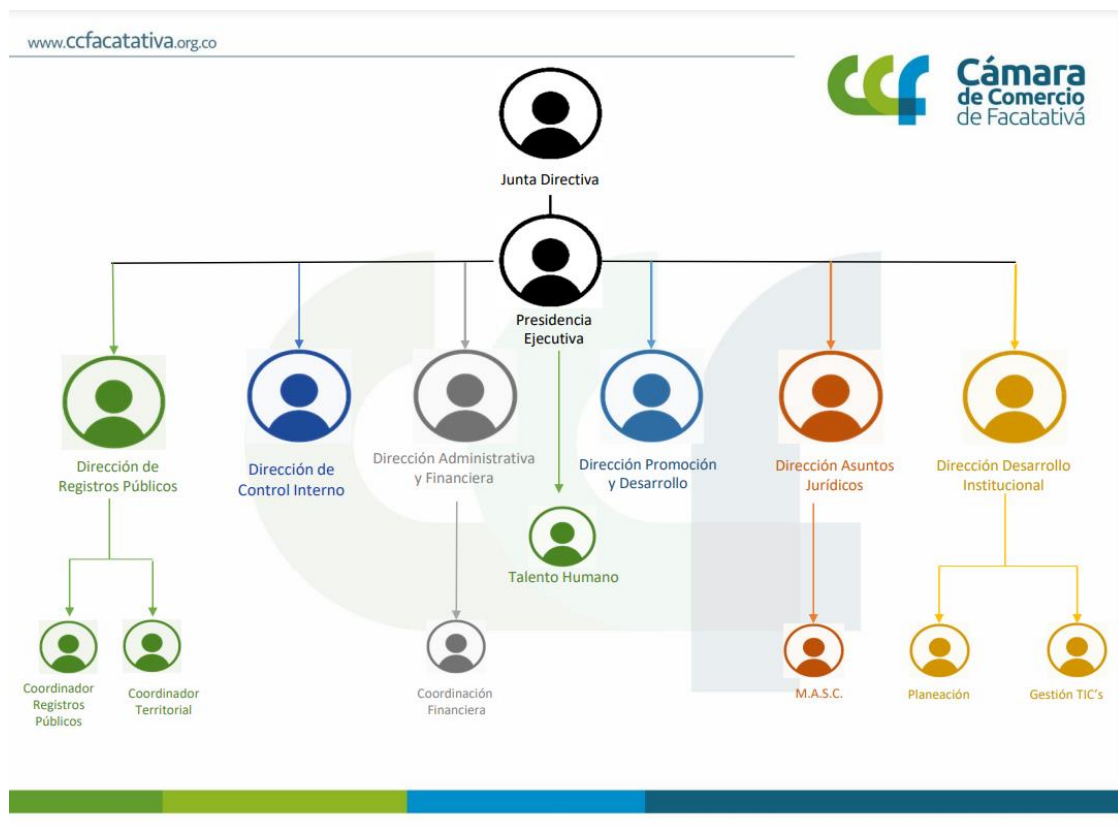 www.ccfacatativa.org.co
ccf
Cámara
de Comercio
de Facatativá
Junta Directiva
Presidencia
Ejecutiva
Dirección de
Registros Públicos
Dirección de
Control Interno
Dirección Administrativa
y Financiera
Dirección Promoción
y Desarrollo
Dirección Asuntos
Jurídicos
Dirección Desarrollo
Institucional
Talento Humano
Coordinador
Registros
Públicos
Coordinador
Territorial
Coordinación
Financiera
M.A.S.C.
Planeación
Gestión TIC's